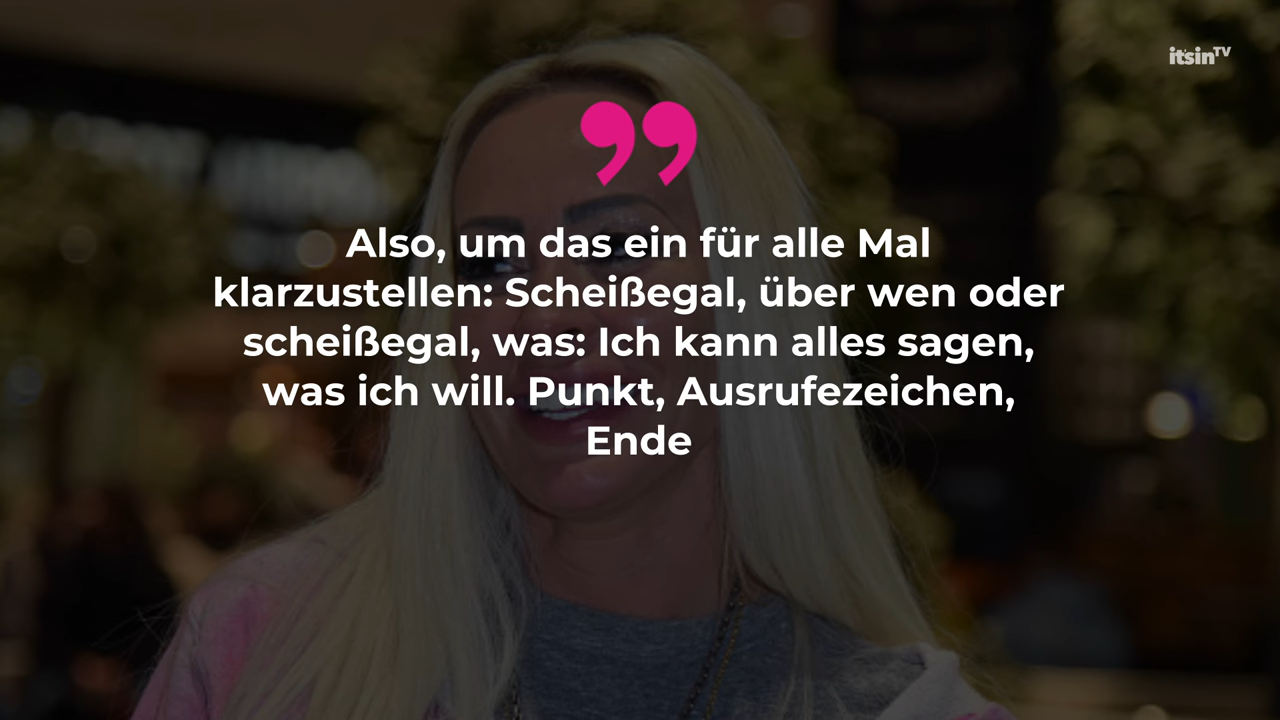 itsinTV
”
Also, um das ein für alle Mal
klarzustellen: Scheißegal, über wen oder
scheißegal, was: Ich kann alles sagen,
was ich will. Punkt, Ausrufezeichen,
Ende